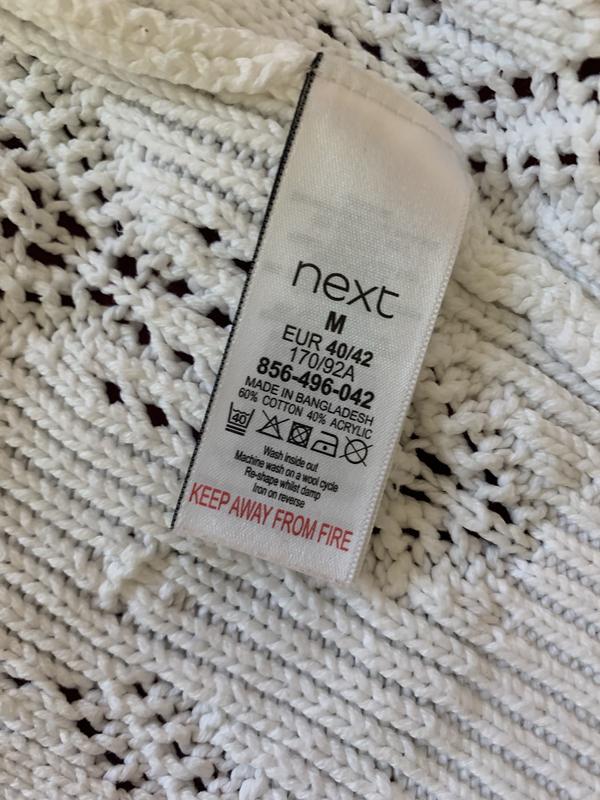 next
M
EUR 40/42
170/92A
856-496-042
MADE IN BANGLADESH
60% COTTON 40% ACRYLIC
40
Wash inside out
Machine wash on a wool cycle
Re-shape whilst damp
Iron on reverse
KEEP AWAY FROM FIRE